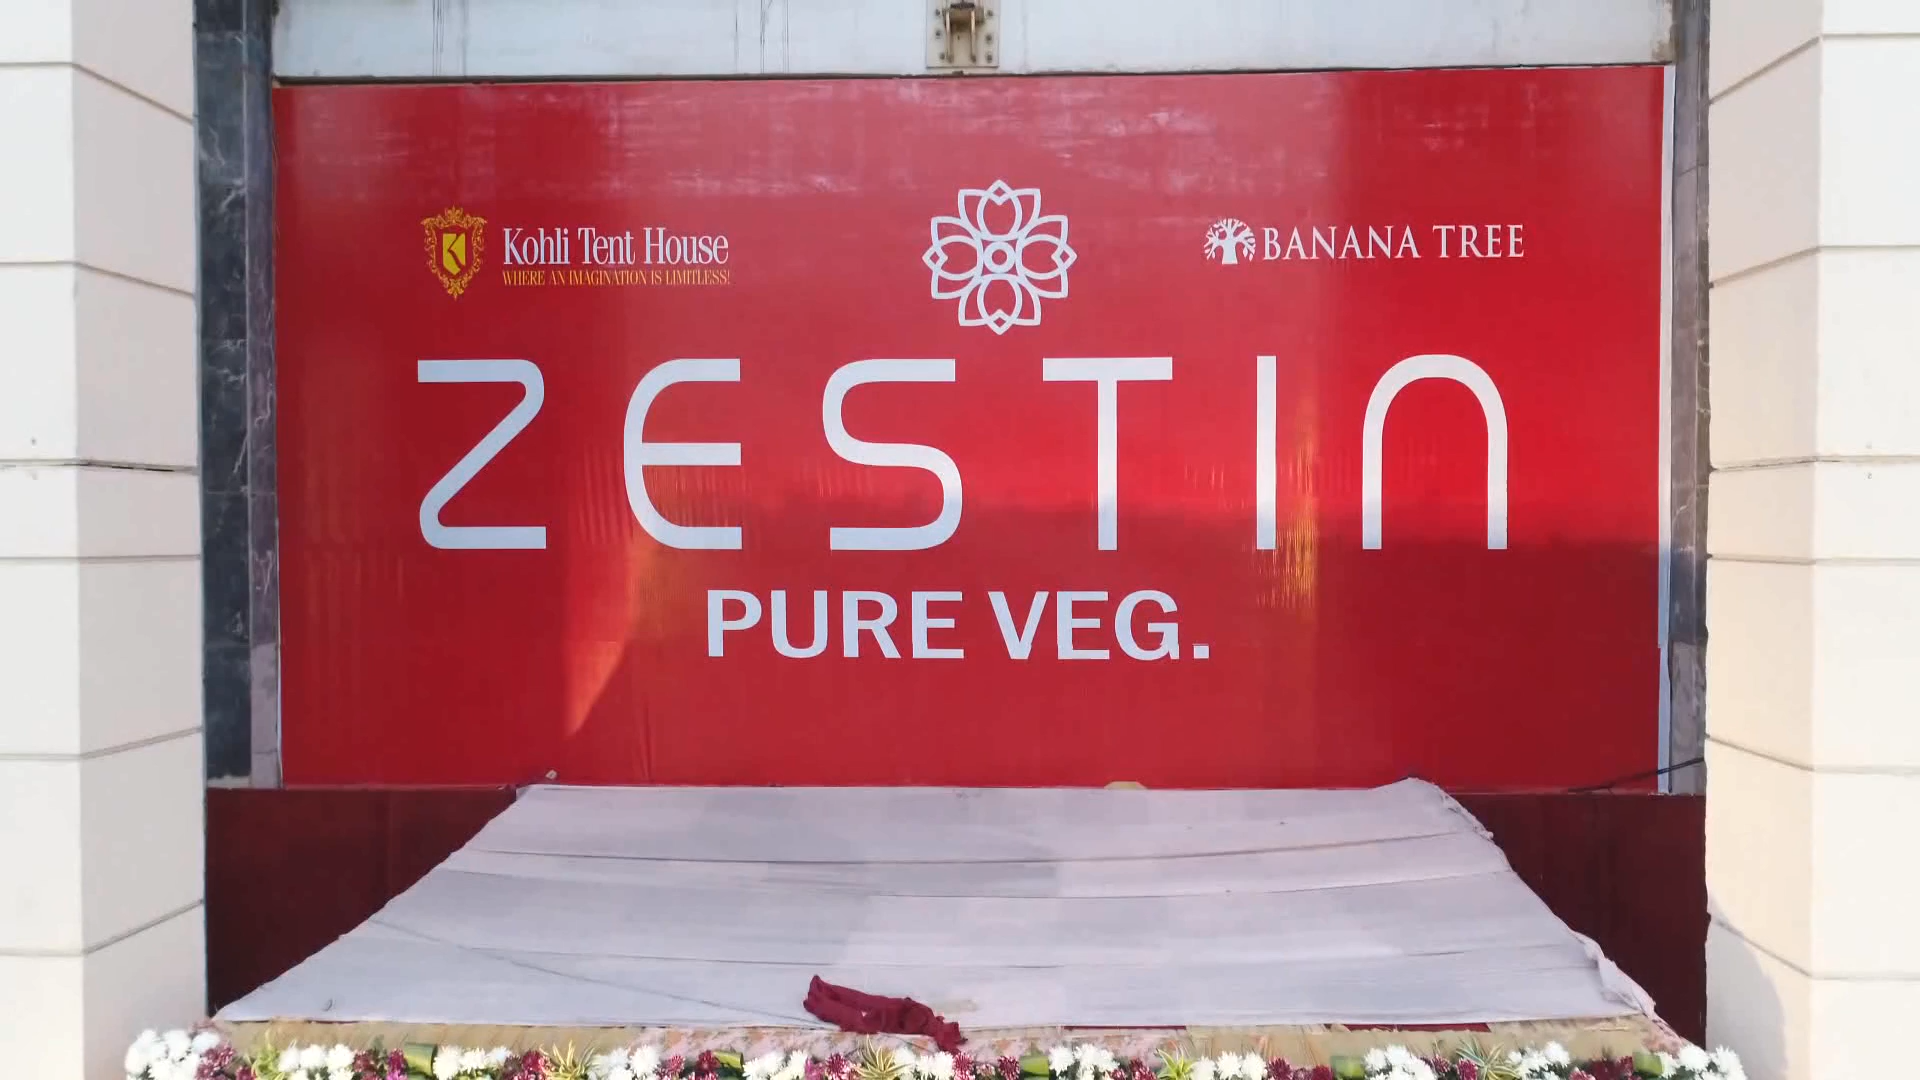 Kohli Tent House
WHERE AN IMAGINATION IS LIMITLESS!
BANANA TREE
ZESTIN
PURE VEG.